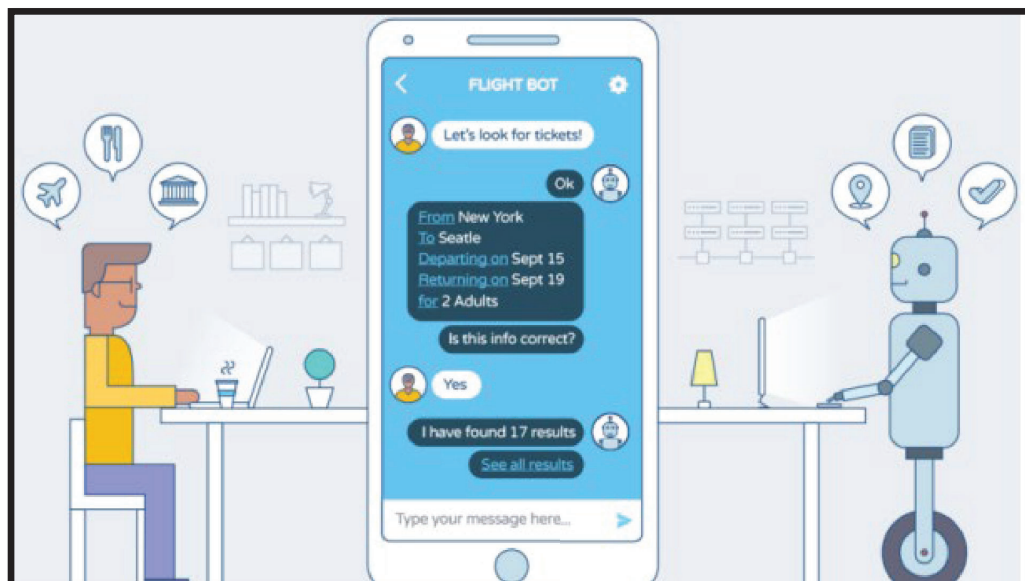 FLIGHT BOT
Let's look for tickets!
Ok
From New York
To Seatle
Departing on Sept 15
Returning on Sept 19
for 2 Adults
Is this info correct?
Yes
I have found 17 results
See all results
Type your message here...